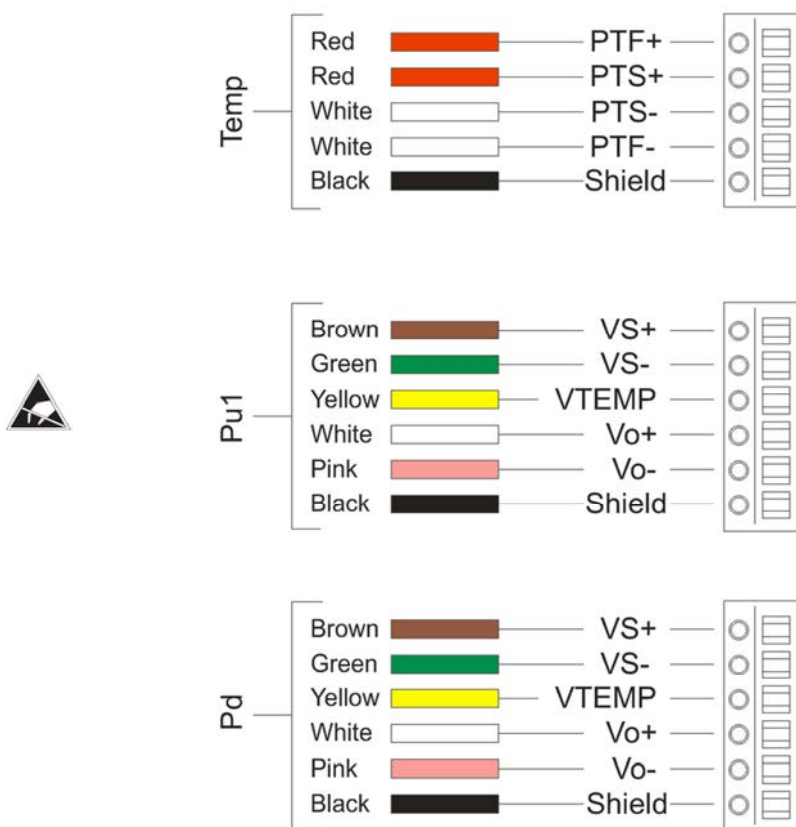 Temp
Red PTF+
Red PTS+
White PTS-
White PTF-
Black Shield
Pu1
Brown VS+
Green VS-
Yellow VTEMP
White Vo+
Pink Vo-
Black Shield
Pd
Brown VS+
Green VS-
Yellow VTEMP
White Vo+
Pink Vo-
Black Shield